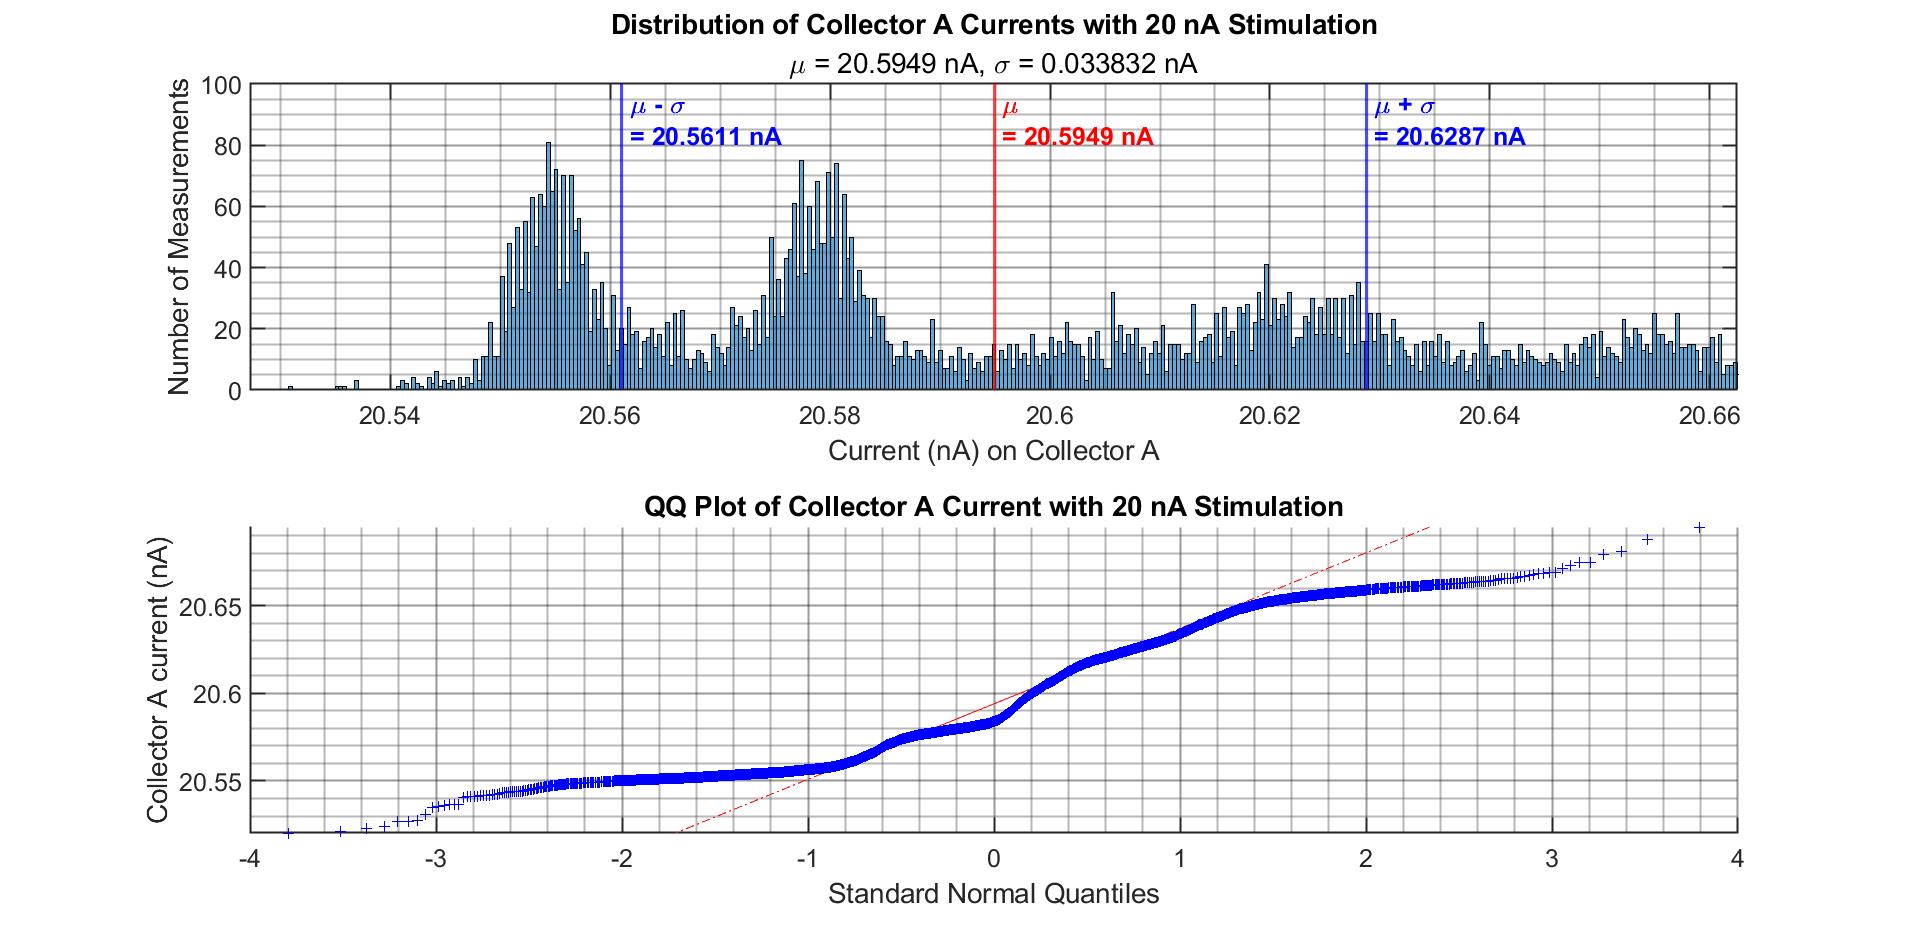 Distribution of Collector A Currents with 20 nA Stimulation
μ = 20.5949 nA, σ = 0.033832 nA
μ - σ
= 20.5611 nA
μ
= 20.5949 nA
μ + σ
= 20.6287 nA
Number of Measurements
100
80
60
40
20
0
20.54 20.56 20.58 20.6 20.62 20.64 20.66
Current (nA) on Collector A
QQ Plot of Collector A Current with 20 nA Stimulation
Collector A current (nA)
20.65
20.6
20.55
-4 -3 -2 -1 0 1 2 3 4
Standard Normal Quantiles